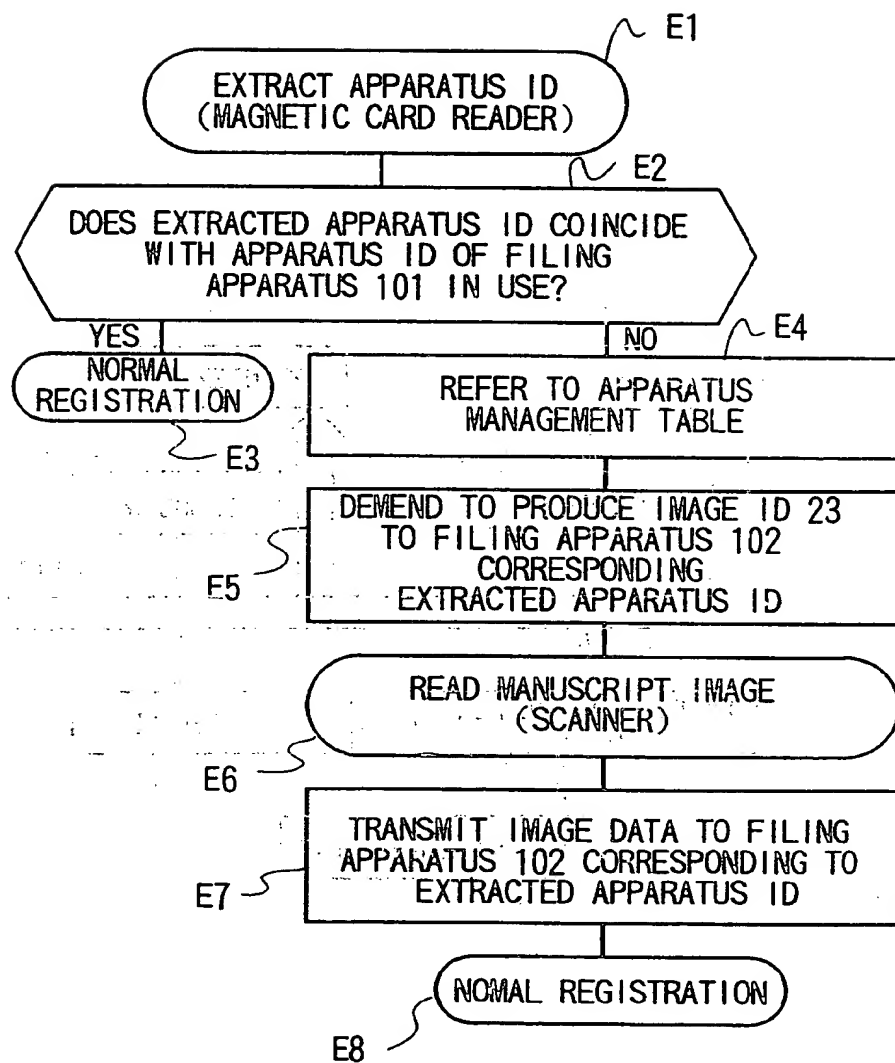 E1
EXTRACT APPARATUS ID
(MAGNETIC CARD READER)
E2
DOES EXTRACTED APPARATUS ID COINCIDE
WITH APPARATUS ID OF FILING
APPARATUS 101 IN USE?
YES
NO
E4
NORMAL
REGISTRATION
E3
REFER TO APPARATUS
MANAGEMENT TABLE
DEMEND TO PRODUCE IMAGE ID 23
TO FILING APPARATUS 102
CORRESPONDING
EXTRACTED APPARATUS ID
E5
READ MANUSCRIPT IMAGE
(SCANNER)
E6
TRANSMIT IMAGE DATA TO FILING
APPARATUS 102 CORRESPONDING TO
EXTRACTED APPARATUS ID
E7
NOMAL REGISTRATION
E8